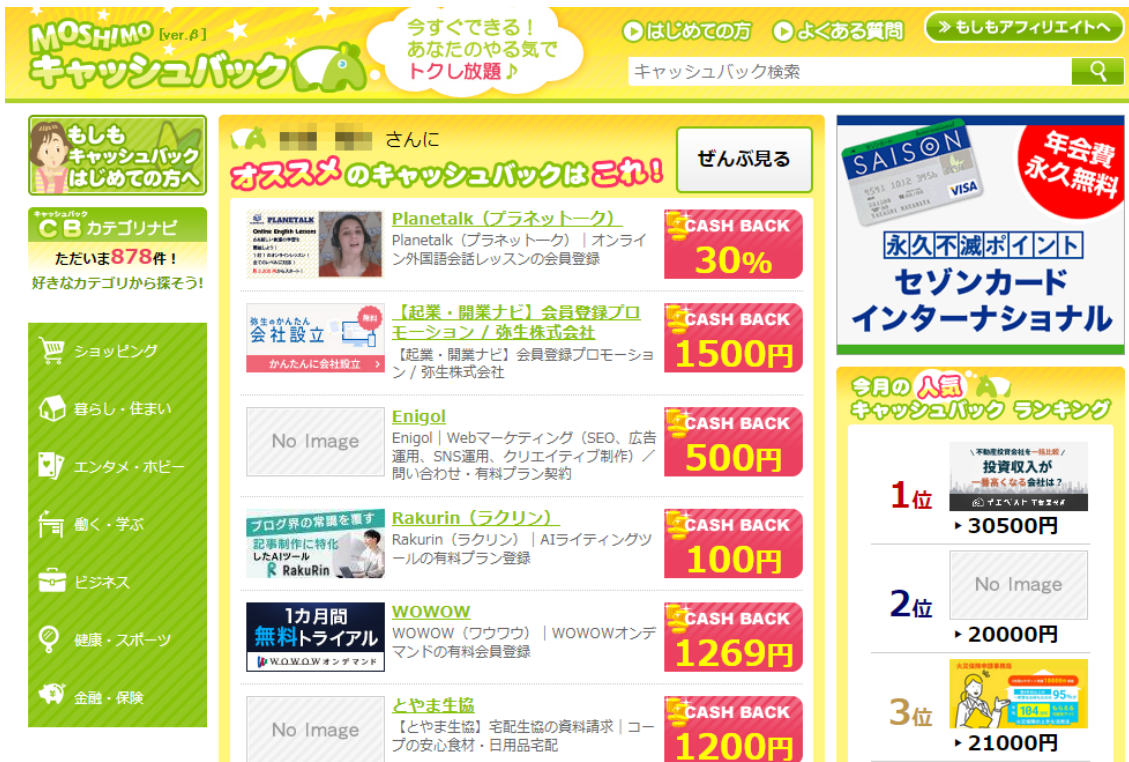 MOSHIMO [ver.β]
キャッシュバック
今すぐできる！
あなたのやる気で
トクし放題♪
はじめての方
よくある質問
≫もしもアフィリエイトへ
キャッシュバック検索
もしも
キャッシュバック
はじめての方へ
キャッシュバック
CBカテゴリナビ
ただいま878件！
好きなカテゴリから探そう!
ショッピング
暮らし・住まい
エンタメ・ホビー
働く・学ぶ
ビジネス
健康・スポーツ
金融・保険
さんに
オススメのキャッシュバックはこれ!
ぜんぶ見る
PLANETALK
Online English Lessons
Planetalk（プラネットーク）
Planetalk（プラネットーク）｜オンライ
ン外国語会話レッスンの会員登録
CASH BACK
30%
弥生のかんたん
会社設立
無料
かんたんに会社設立
【起業・開業ナビ】会員登録プロ
モーション / 弥生株式会社
【起業・開業ナビ】会員登録プロモーショ
ン / 弥生株式会社
CASH BACK
1500円
No Image
Enigol
Enigol｜Webマーケティング（SEO、広告
運用、SNS運用、クリエイティブ制作）／
問い合わせ・有料プラン契約
CASH BACK
500円
ブログ界の常識を覆す
記事制作に特化
したAIツール
RakuRin
Rakurin（ラクリン）
Rakurin（ラクリン）｜AIライティングツ
ールの有料プラン登録
CASH BACK
100円
1カ月間
無料トライアル
WOWOWオンデマンド
WOWOW
WOWOW（ワウワウ）｜WOWOWオンデ
マンドの有料会員登録
CASH BACK
1269円
No Image
とやま生協
【とやま生協】宅配生協の資料請求｜コー
プの安心食材・日用品宅配
CASH BACK
1200円
SAISON
VISA
年会費
永久無料
永久不滅ポイント
セゾンカード
インターナショナル
今月の人気
キャッシュバック ランキング
1位
不動産投資会社を一括比較
投資収入が
一番高くなる会社は？
30500円
2位
No Image
20000円
3位
火災保険申請事務局
95%
184
21000円